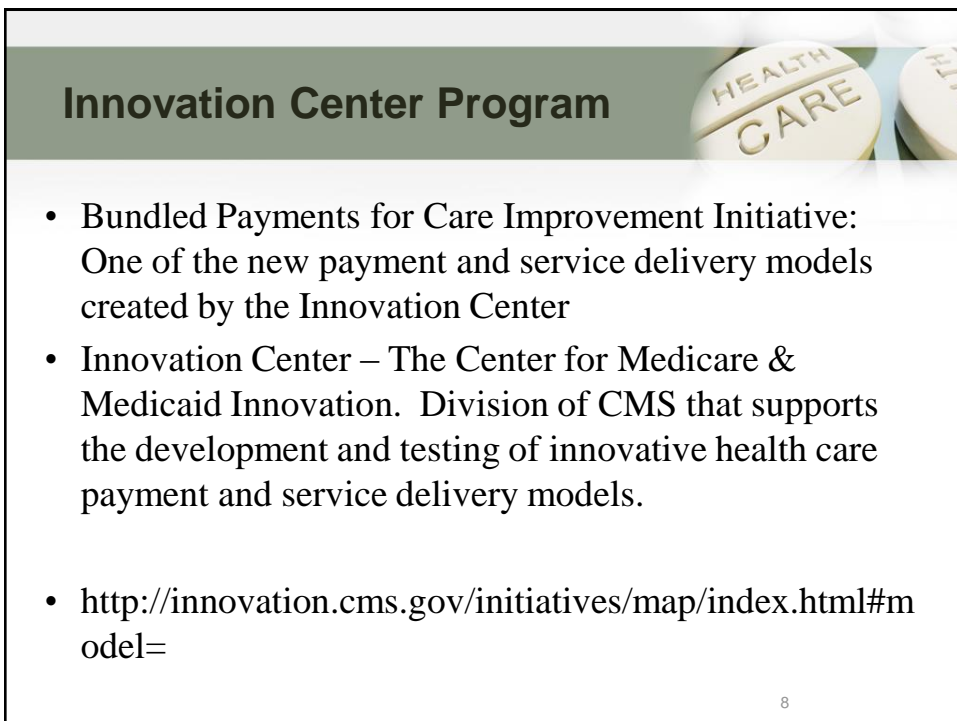 Innovation Center Program
HEALTH
CARE
• Bundled Payments for Care Improvement Initiative:
One of the new payment and service delivery models
created by the Innovation Center
• Innovation Center – The Center for Medicare &
Medicaid Innovation.  Division of CMS that supports
the development and testing of innovative health care
payment and service delivery models.
• http://innovation.cms.gov/initiatives/map/index.html#m
odel=
8